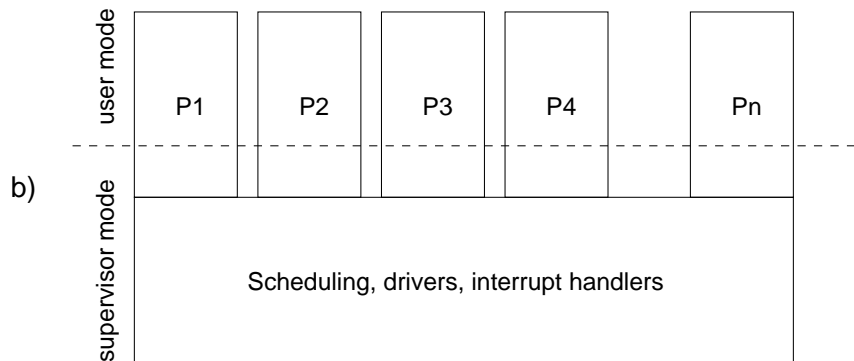 user mode
P1
P2
P3
P4
Pn
b)
supervisor mode
Scheduling, drivers, interrupt handlers